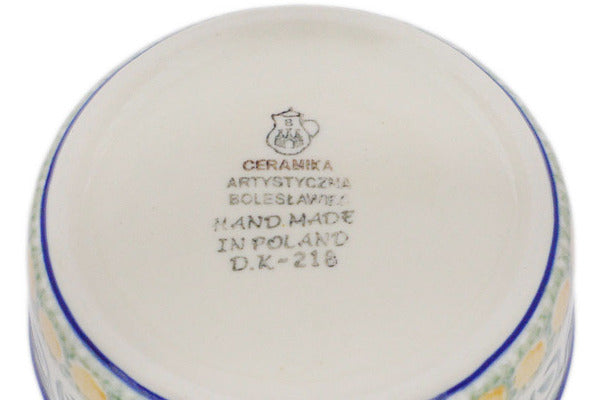 B
CERAMIKA
ARTYSTYCZNA
BOLESŁAWIEC
HAND MADE
IN POLAND
D.K-218